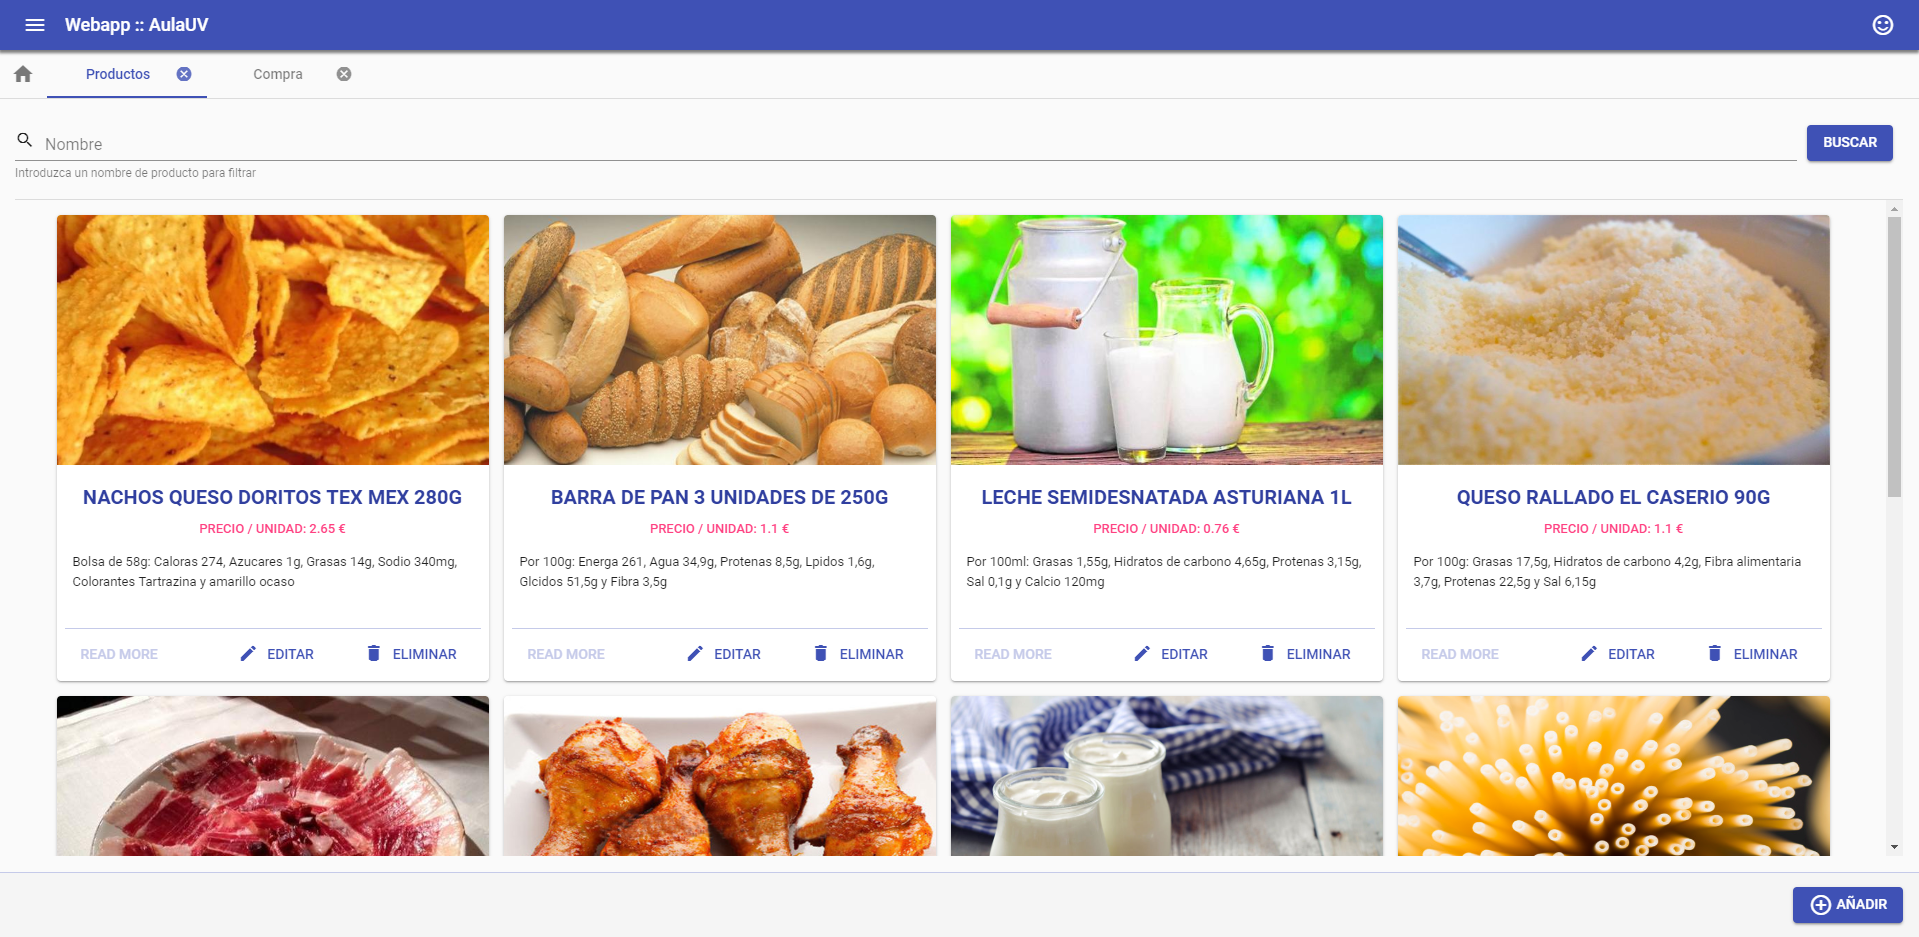 Webapp :: AulaUV
Productos
Compra
Nombre
BUSCAR
Introduzca un nombre de producto para filtrar
NACHOS QUESO DORITOS TEX MEX 280G
PRECIO / UNIDAD: 2.65 €
Bolsa de 58g: Caloras 274, Azucares 1g, Grasas 14g, Sodio 340mg,
Colorantes Tartrazina y amarillo ocaso
READ MORE
EDITAR
ELIMINAR
BARRA DE PAN 3 UNIDADES DE 250G
PRECIO / UNIDAD: 1.1 €
Por 100g: Energa 261, Agua 34,9g, Protenas 8,5g, Lpidos 1,6g,
Glcidos 51,5g y Fibra 3,5g
READ MORE
EDITAR
ELIMINAR
LECHE SEMIDESNATADA ASTURIANA 1L
PRECIO / UNIDAD: 0.76 €
Por 100ml: Grasas 1,55g, Hidratos de carbono 4,65g, Protenas 3,15g,
Sal 0,1g y Calcio 120mg
READ MORE
EDITAR
ELIMINAR
QUESO RALLADO EL CASERIO 90G
PRECIO / UNIDAD: 1.1 €
Por 100g: Grasas 17,5g, Hidratos de carbono 4,2g, Fibra alimentaria
3,7g, Protenas 22,5g y Sal 6,15g
READ MORE
EDITAR
ELIMINAR
AÑADIR